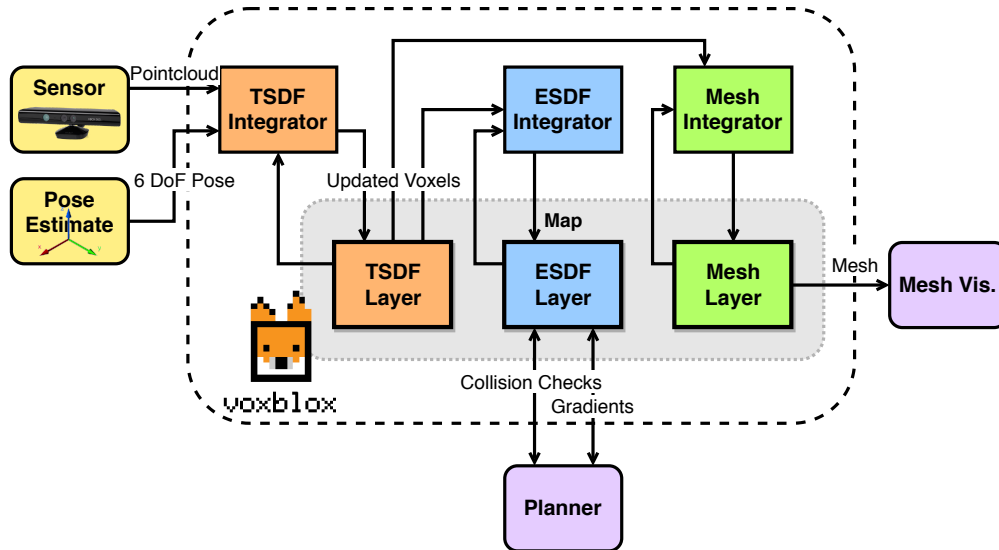 Sensor
Pointcloud
TSDF
Integrator
ESDF
Integrator
Mesh
Integrator
Pose
Estimate
6 DoF Pose
Updated Voxels
Map
TSDF
Layer
ESDF
Layer
Mesh
Layer
Mesh
Mesh Vis.
voxblox
Collision Checks
Gradients
Planner
x
y